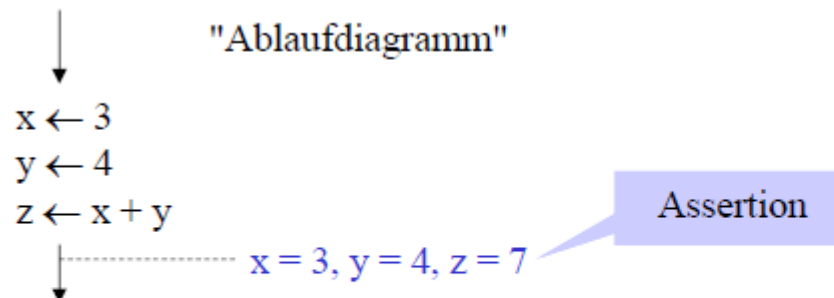 "Ablaufdiagramm"
x ← 3
y ← 4
z ← x + y
Assertion
x = 3, y = 4, z = 7